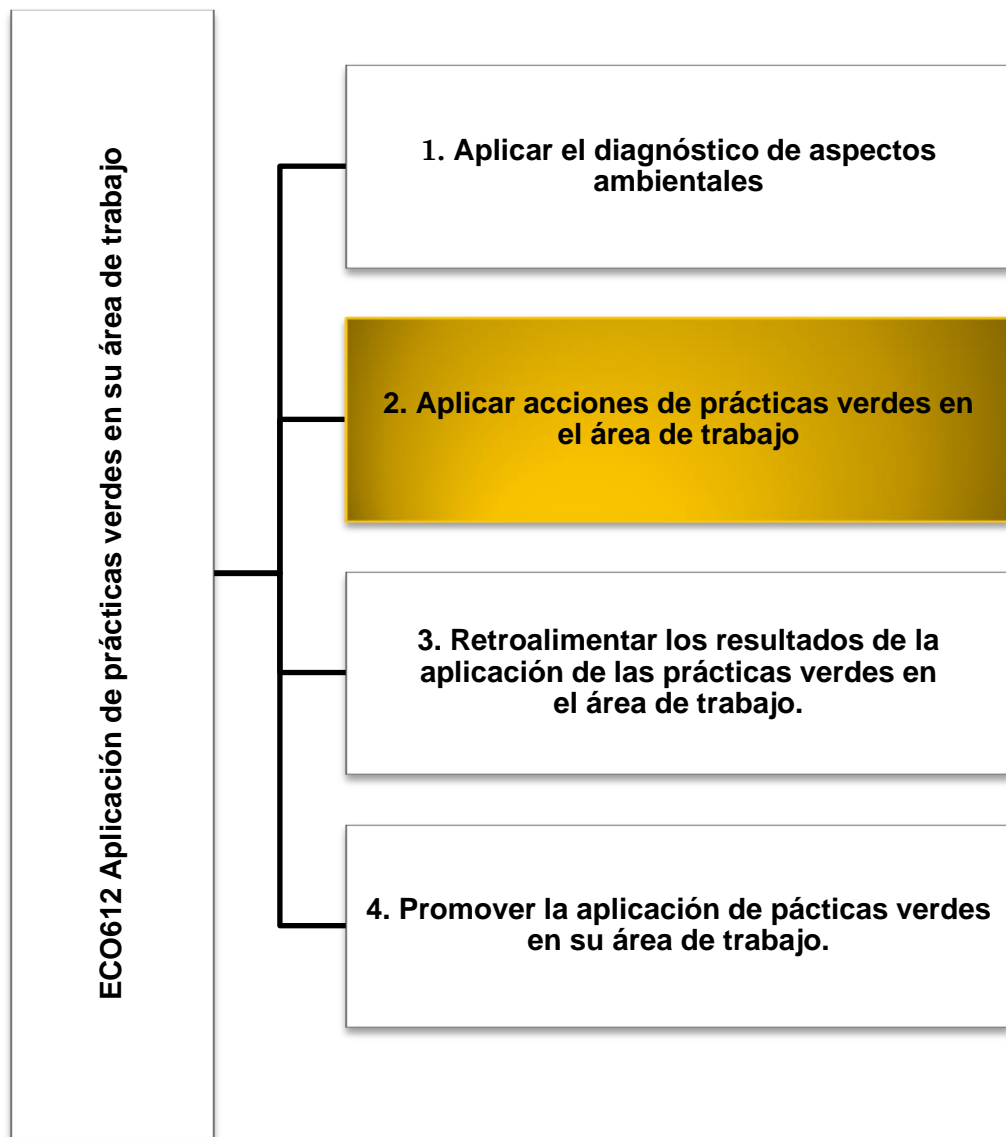 ECO612 Aplicación de prácticas verdes en su área de trabajo
1. Aplicar el diagnóstico de aspectos
ambientales
2. Aplicar acciones de prácticas verdes en
el área de trabajo
3. Retroalimentar los resultados de la
aplicación de las prácticas verdes en
el área de trabajo.
4. Promover la aplicación de pácticas verdes
en su área de trabajo.